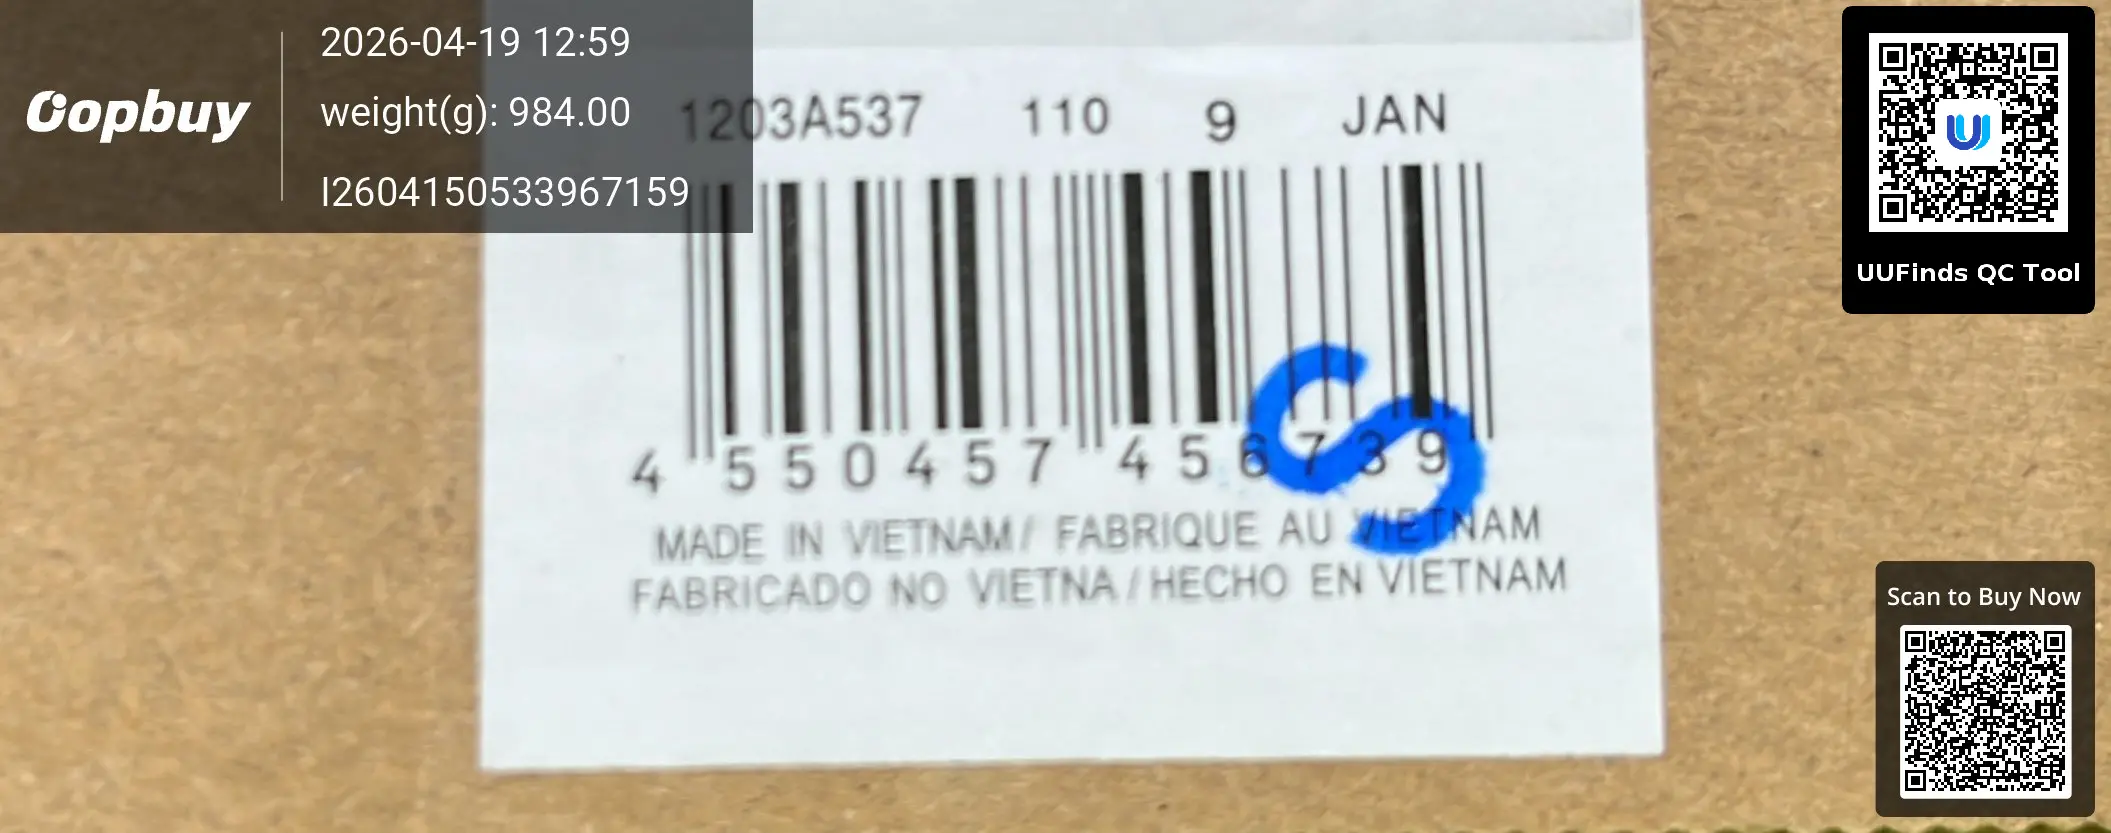 Oopbuy
2026-04-19 12:59
weight(g): 984.00
I2604150533967159
1203A537 110 9 JAN
4 550457 456739
MADE IN VIETNAM / FABRIQUE AU VIETNAM
FABRICADO NO VIETNA / HECHO EN VIETNAM
S
UUFinds QC Tool
Scan to Buy Now